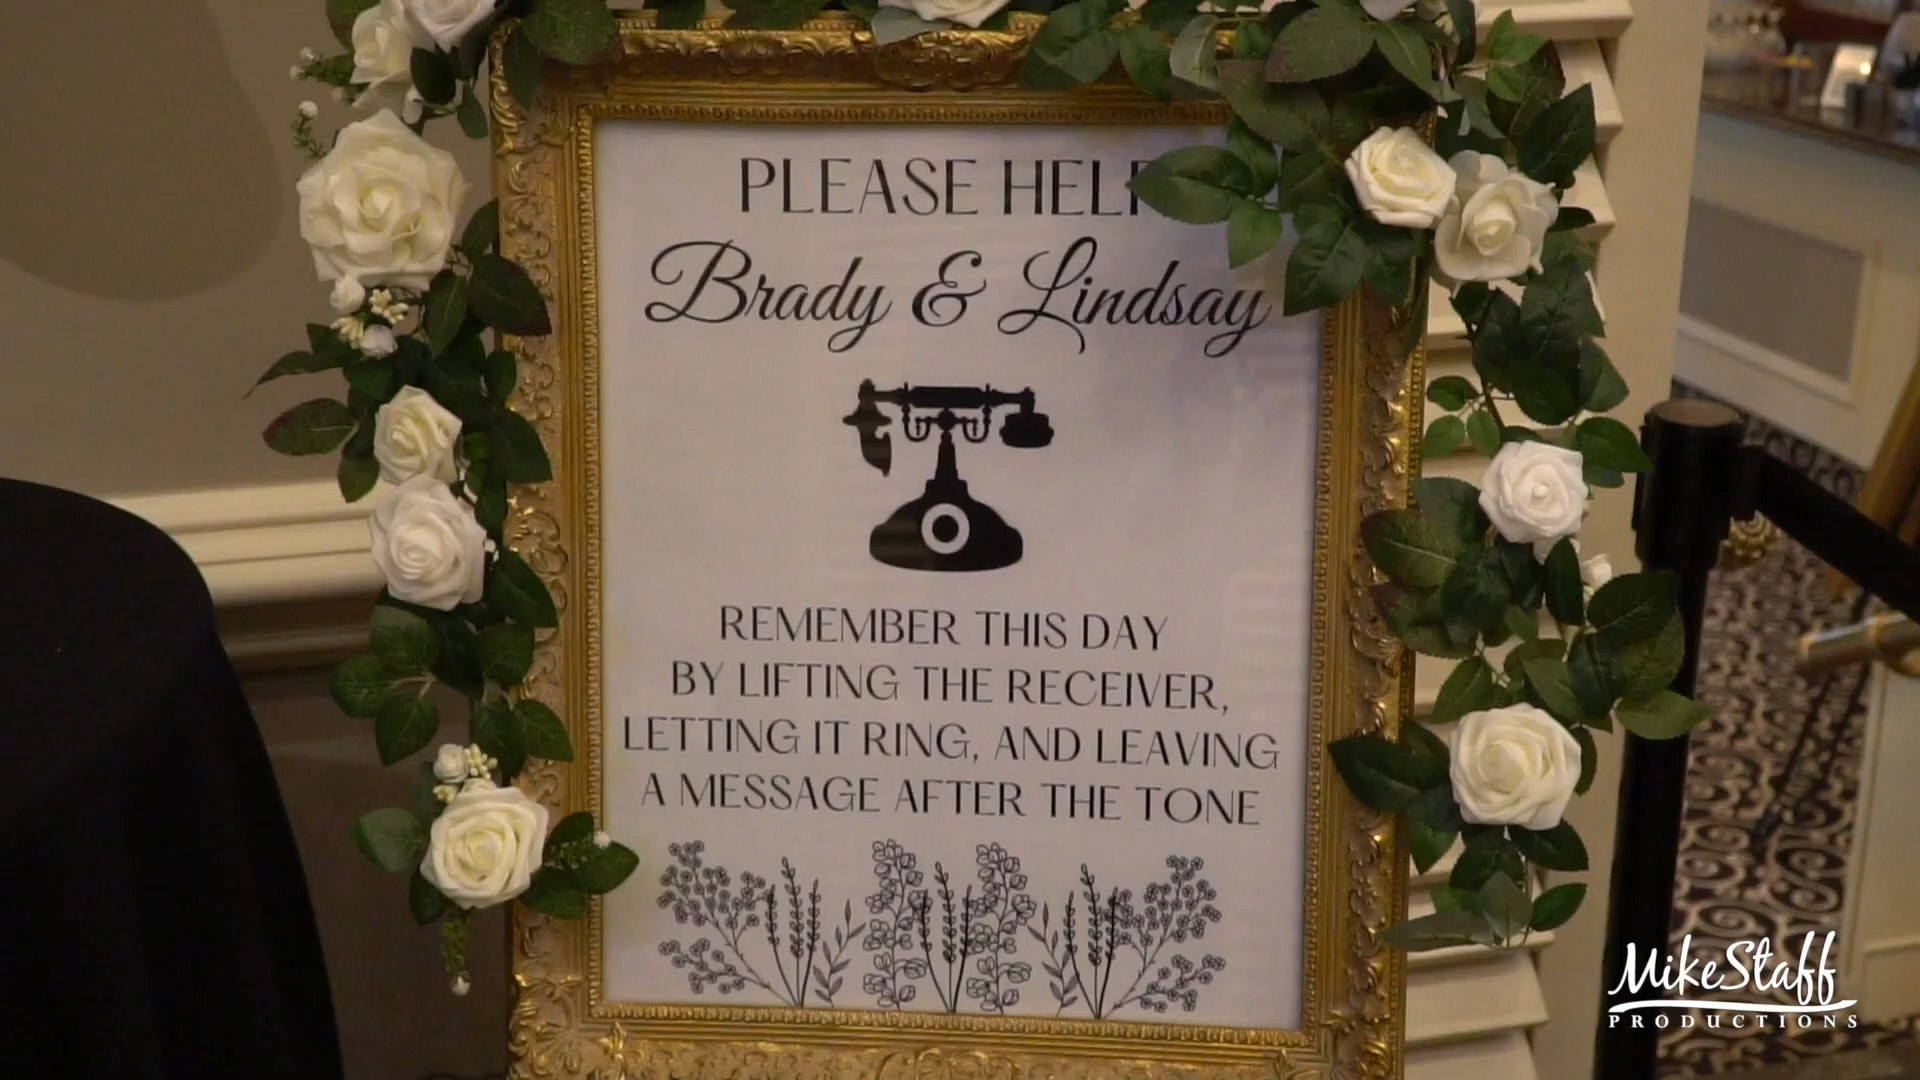 PLEASE HELP
Brady & Lindsay
REMEMBER THIS DAY
BY LIFTING THE RECEIVER,
LETTING IT RING, AND LEAVING
A MESSAGE AFTER THE TONE
MikeStaff
PRODUCTIONS